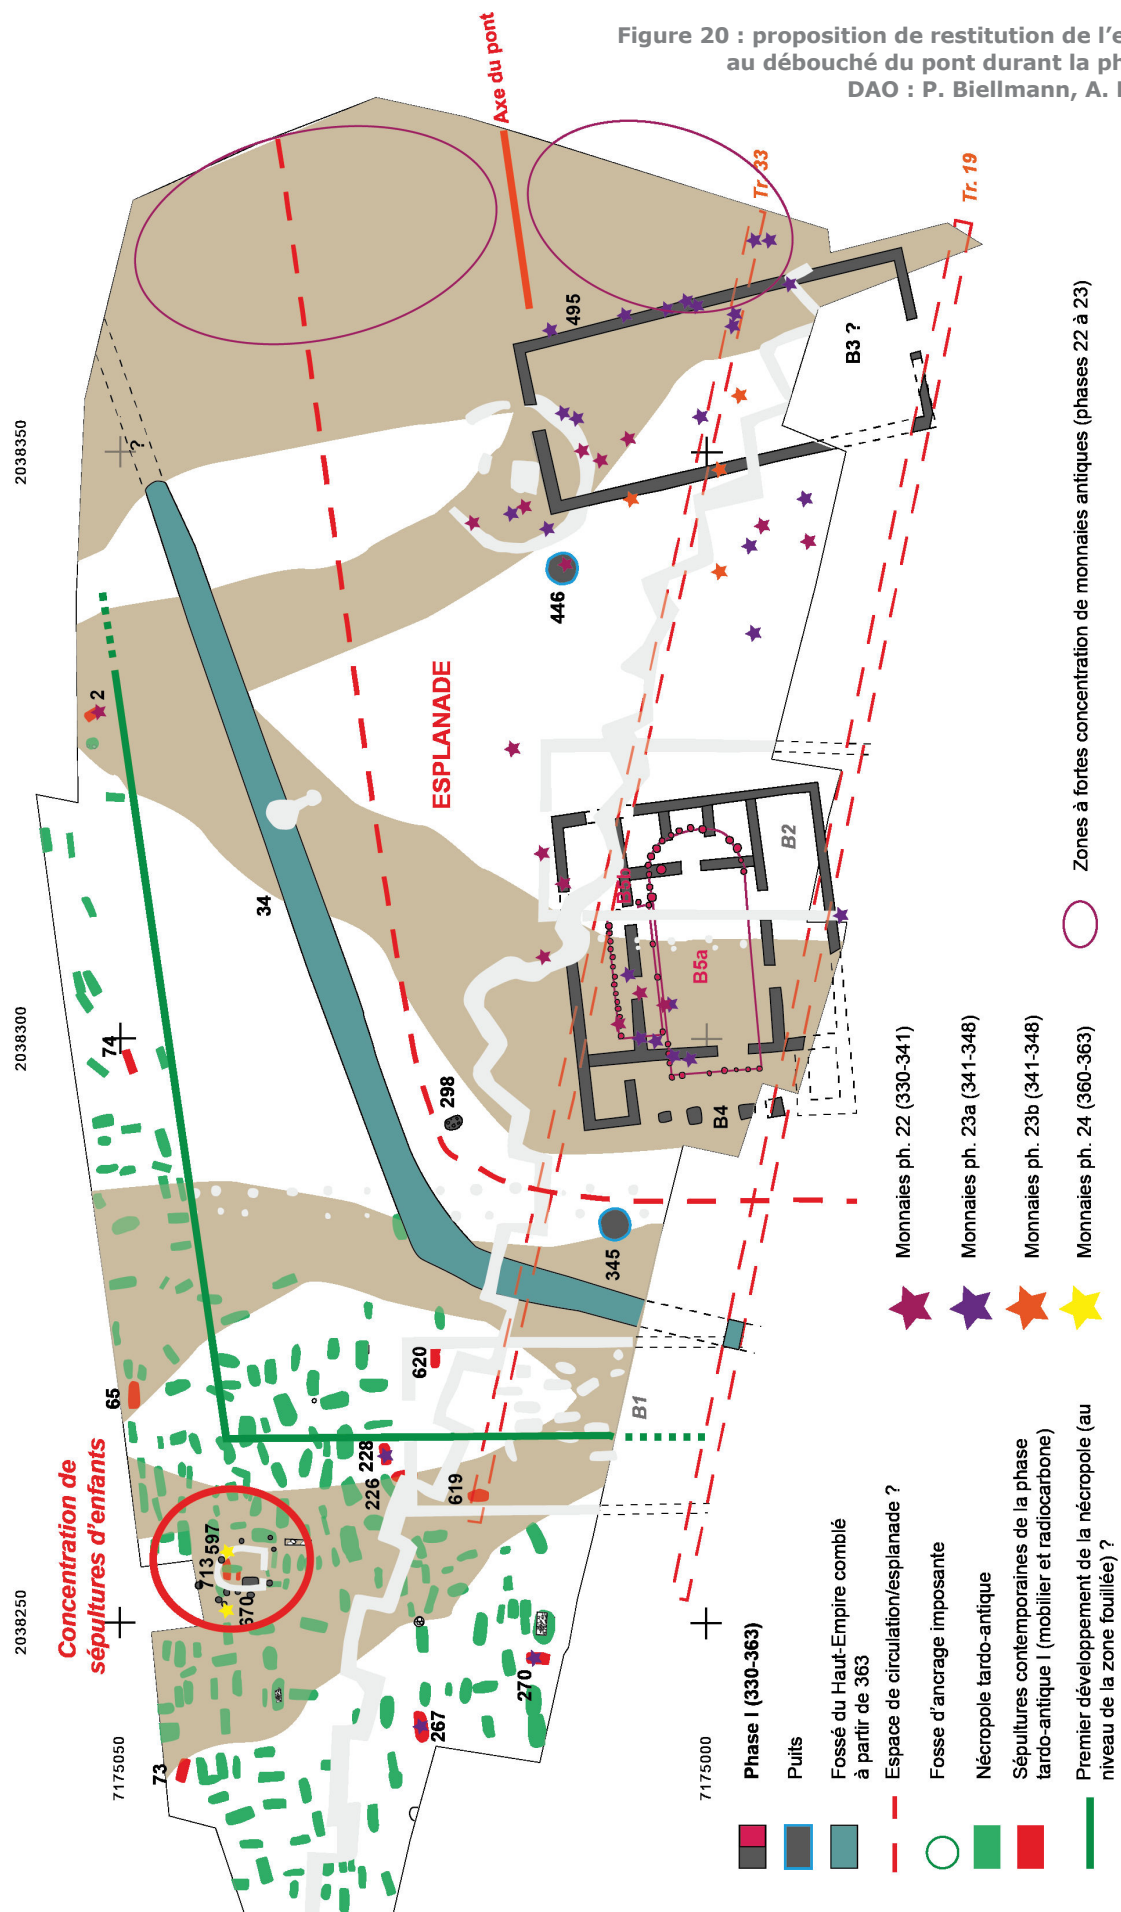 Figure 20 : proposition de restitution de l'e
au débouché du pont durant la ph
DAO : P. Biellmann, A.
Axe du pont
2038350
2038300
2038250
7175050
7175000
?
Tr. 33
Tr. 19
495
B3 ?
446
2
ESPLANADE
34
74
298
B5b
B5a
B2
B4
345
65
620
B1
228
226
619
Concentration de
sépultures d'enfants
713
597
670
73
267
270
Phase I (330-363)
Puits
Fossé du Haut-Empire comblé
à partir de 363
Espace de circulation/esplanade ?
Fosse d'ancrage imposante
Nécropole tardo-antique
Sépultures contemporaines de la phase
tardo-antique I (mobilier et radiocarbone)
Premier développement de la nécropole (au
niveau de la zone fouillée) ?
Monnaies ph. 22 (330-341)
Monnaies ph. 23a (341-348)
Monnaies ph. 23b (341-348)
Monnaies ph. 24 (360-363)
Zones à fortes concentration de monnaies antiques (phases 22 à 23)